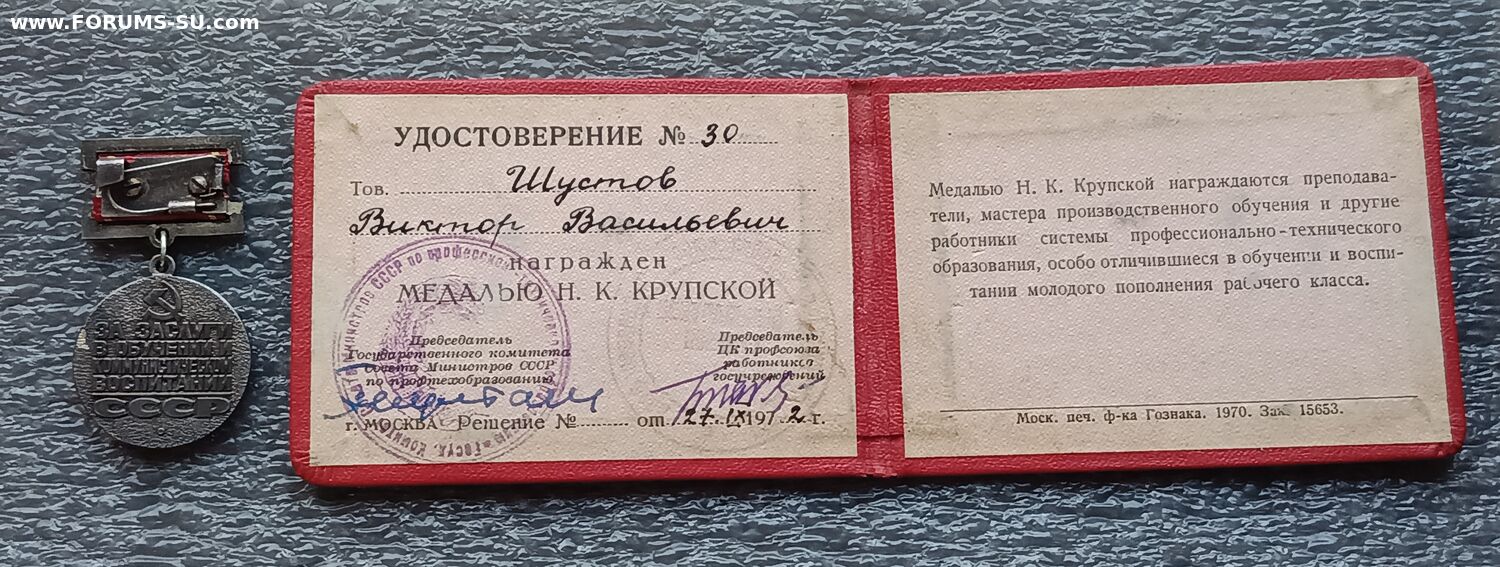 www.FORUMS-SU.com
ЗА ЗАСЛУГИ
В ОБУЧЕНИИ И
КОММУНИСТИЧЕСКОМ
ВОСПИТАНИИ
СССР
УДОСТОВЕРЕНИЕ № 30
Тов. Шустов
Виктор Васильевич
награжден
МЕДАЛЬЮ Н. К. КРУПСКОЙ
Председатель
Государственного комитета
Совета Министров СССР
по профтехобразованию
Председатель
ЦК профсоюза
работников
госучреждений
г. МОСКВА Решение № от 27.IX 1972 г.
Медалью Н. К. Крупской награждаются преподава-
тели, мастера производственного обучения и другие
работники системы профессионально-технического
образования, особо отличившиеся в обучении и воспи-
тании молодого пополнения рабочего класса.
Моск. печ. ф-ка Гознака. 1970. Зак. 15653.